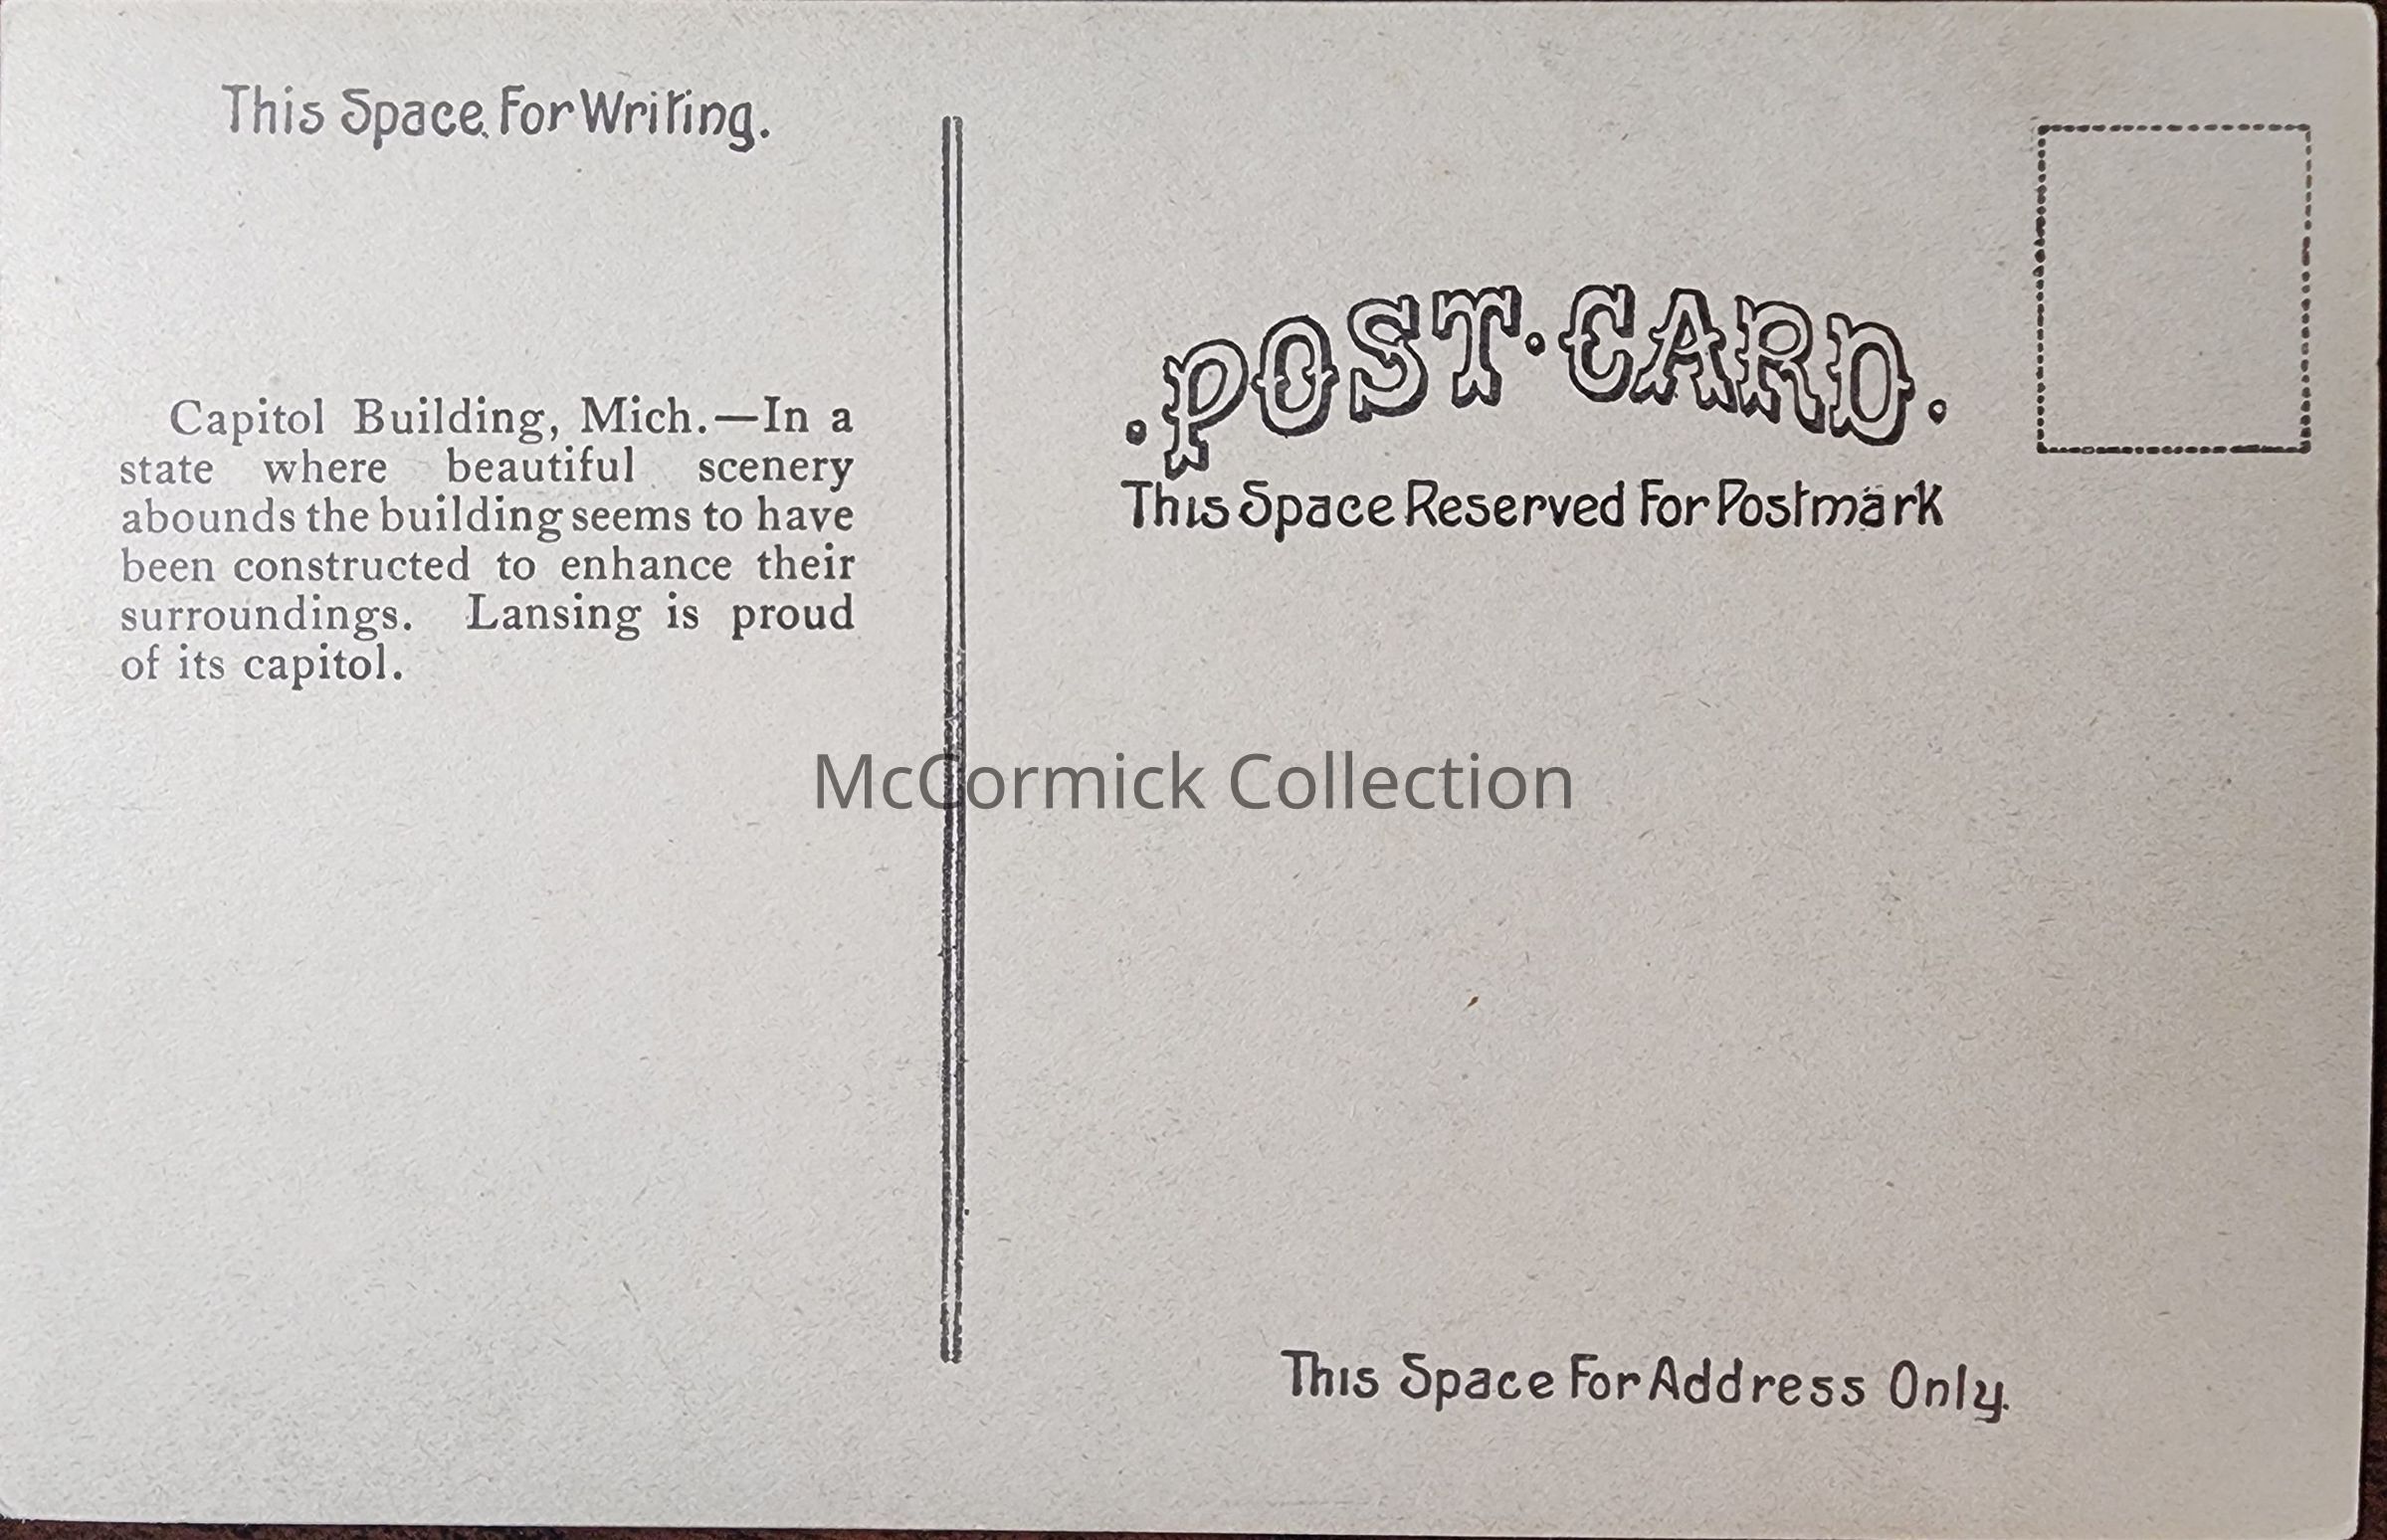 This Space For Writing.
Capitol Building, Mich.—In a
state where beautiful scenery
abounds the building seems to have
been constructed to enhance their
surroundings. Lansing is proud
of its capitol.
·POST·CARD·
This Space Reserved For Postmark
McCormick Collection
This Space For Address Only.